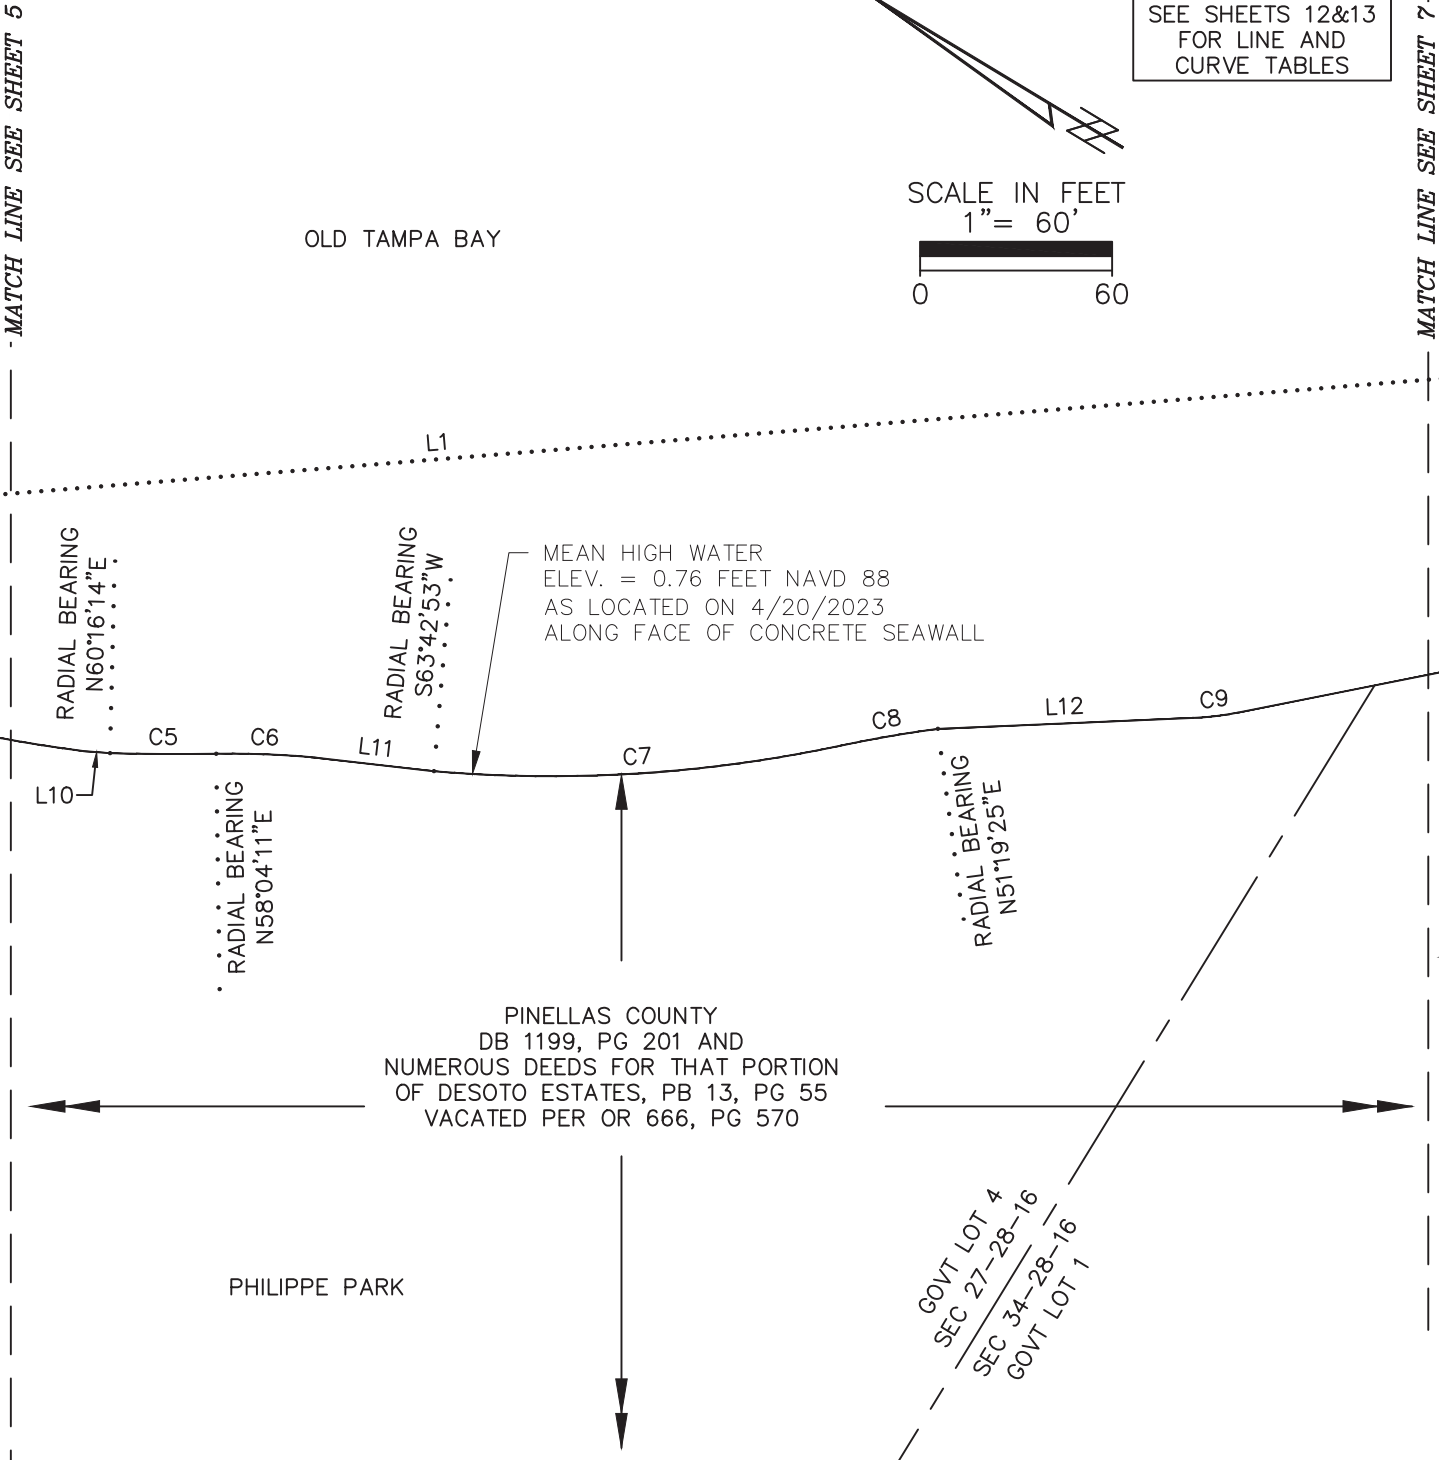 MATCH LINE SEE SHEET 5
SEE SHEETS 12&13
FOR LINE AND
CURVE TABLES
MATCH LINE SEE SHEET 7
N
SCALE IN FEET
1"= 60'
0 60
OLD TAMPA BAY
L1
RADIAL BEARING
N60°16'14"E
RADIAL BEARING
S63°42'53"W
MEAN HIGH WATER
ELEV. = 0.76 FEET NAVD 88
AS LOCATED ON 4/20/2023
ALONG FACE OF CONCRETE SEAWALL
L10
C5
C6
L11
C7
C8
L12
C9
RADIAL BEARING
N58°04'11"E
RADIAL BEARING
N51°19'25"E
PINELLAS COUNTY
DB 1199, PG 201 AND
NUMEROUS DEEDS FOR THAT PORTION
OF DESOTO ESTATES, PB 13, PG 55
VACATED PER OR 666, PG 570
PHILIPPE PARK
GOVT LOT 4
SEC 27-28-16
SEC 34-28-16
GOVT LOT 1